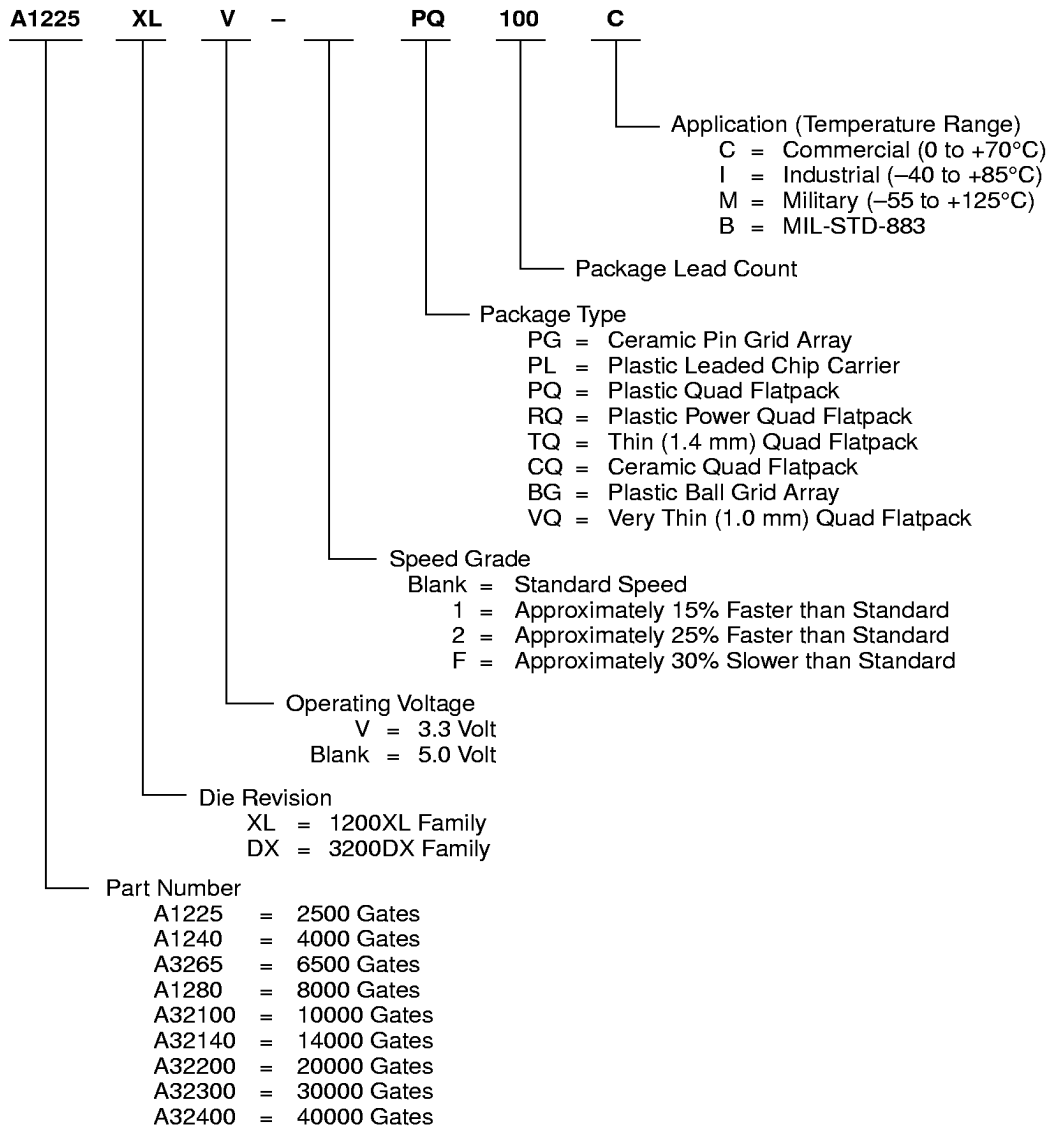 A1225 XL V – PQ 100 C
Application (Temperature Range)
C = Commercial (0 to +70°C)
I = Industrial (–40 to +85°C)
M = Military (–55 to +125°C)
B = MIL-STD-883
Package Lead Count
Package Type
PG = Ceramic Pin Grid Array
PL = Plastic Leaded Chip Carrier
PQ = Plastic Quad Flatpack
RQ = Plastic Power Quad Flatpack
TQ = Thin (1.4 mm) Quad Flatpack
CQ = Ceramic Quad Flatpack
BG = Plastic Ball Grid Array
VQ = Very Thin (1.0 mm) Quad Flatpack
Speed Grade
Blank = Standard Speed
1 = Approximately 15% Faster than Standard
2 = Approximately 25% Faster than Standard
F = Approximately 30% Slower than Standard
Operating Voltage
V = 3.3 Volt
Blank = 5.0 Volt
Die Revision
XL = 1200XL Family
DX = 3200DX Family
Part Number
A1225 = 2500 Gates
A1240 = 4000 Gates
A3265 = 6500 Gates
A1280 = 8000 Gates
A32100 = 10000 Gates
A32140 = 14000 Gates
A32200 = 20000 Gates
A32300 = 30000 Gates
A32400 = 40000 Gates